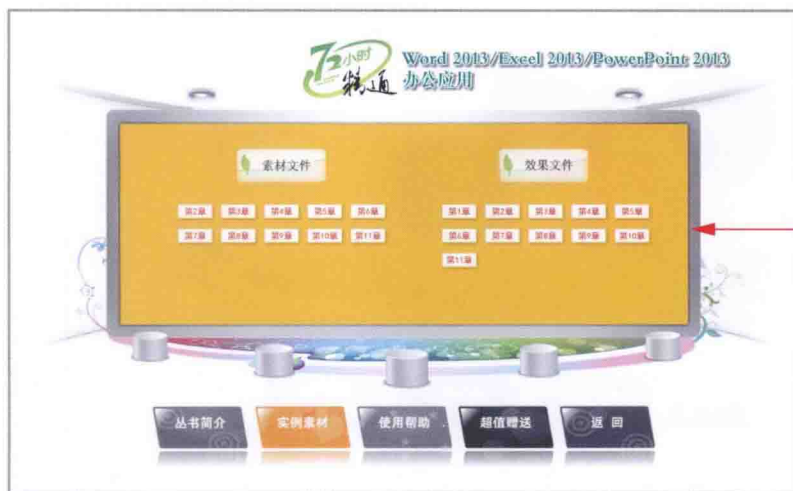 72小时精通
Word 2013/Excel 2013/PowerPoint 2013
办公应用
素材文件
第2章 第3章 第4章 第5章 第6章
第7章 第8章 第9章 第10章 第11章
效果文件
第1章 第2章 第3章 第4章 第5章
第6章 第7章 第8章 第9章 第10章
第11章
丛书简介 实例素材 使用帮助 超值赠送 返回